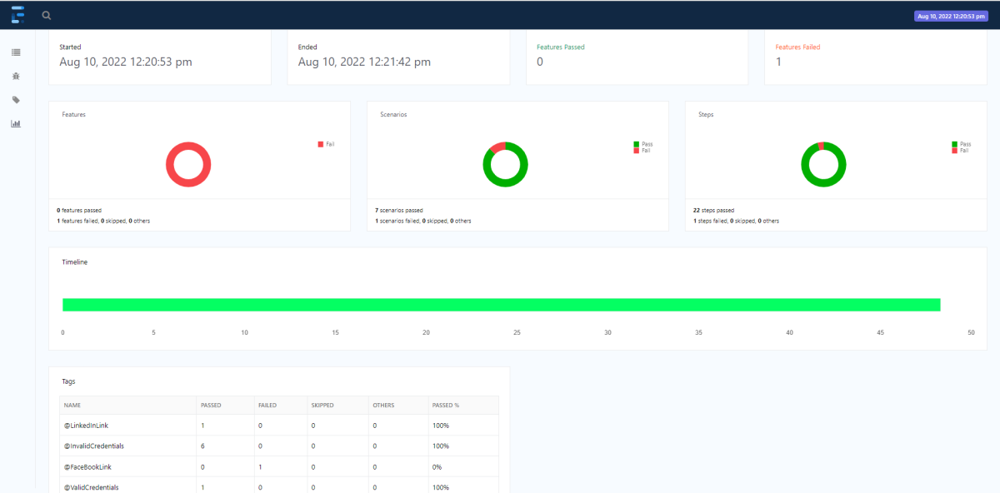 Aug 10, 2022 12:20:53 pm
Started
Aug 10, 2022 12:20:53 pm
Ended
Aug 10, 2022 12:21:42 pm
Features Passed
0
Features Failed
1
Features
Fail
0 features passed
1 features failed, 0 skipped, 0 others
Scenarios
Pass
Fail
7 scenarios passed
1 scenarios failed, 0 skipped, 0 others
Steps
Pass
Fail
22 steps passed
1 steps failed, 0 skipped, 0 others
Timeline
0 5 10 15 20 25 30 35 40 45 50
Tags
NAME PASSED FAILED SKIPPED OTHERS PASSED %
@LinkedInLink 1 0 0 0 100%
@InvalidCredentials 6 0 0 0 100%
@FaceBookLink 0 1 0 0 0%
@ValidCredentials 1 0 0 0 100%